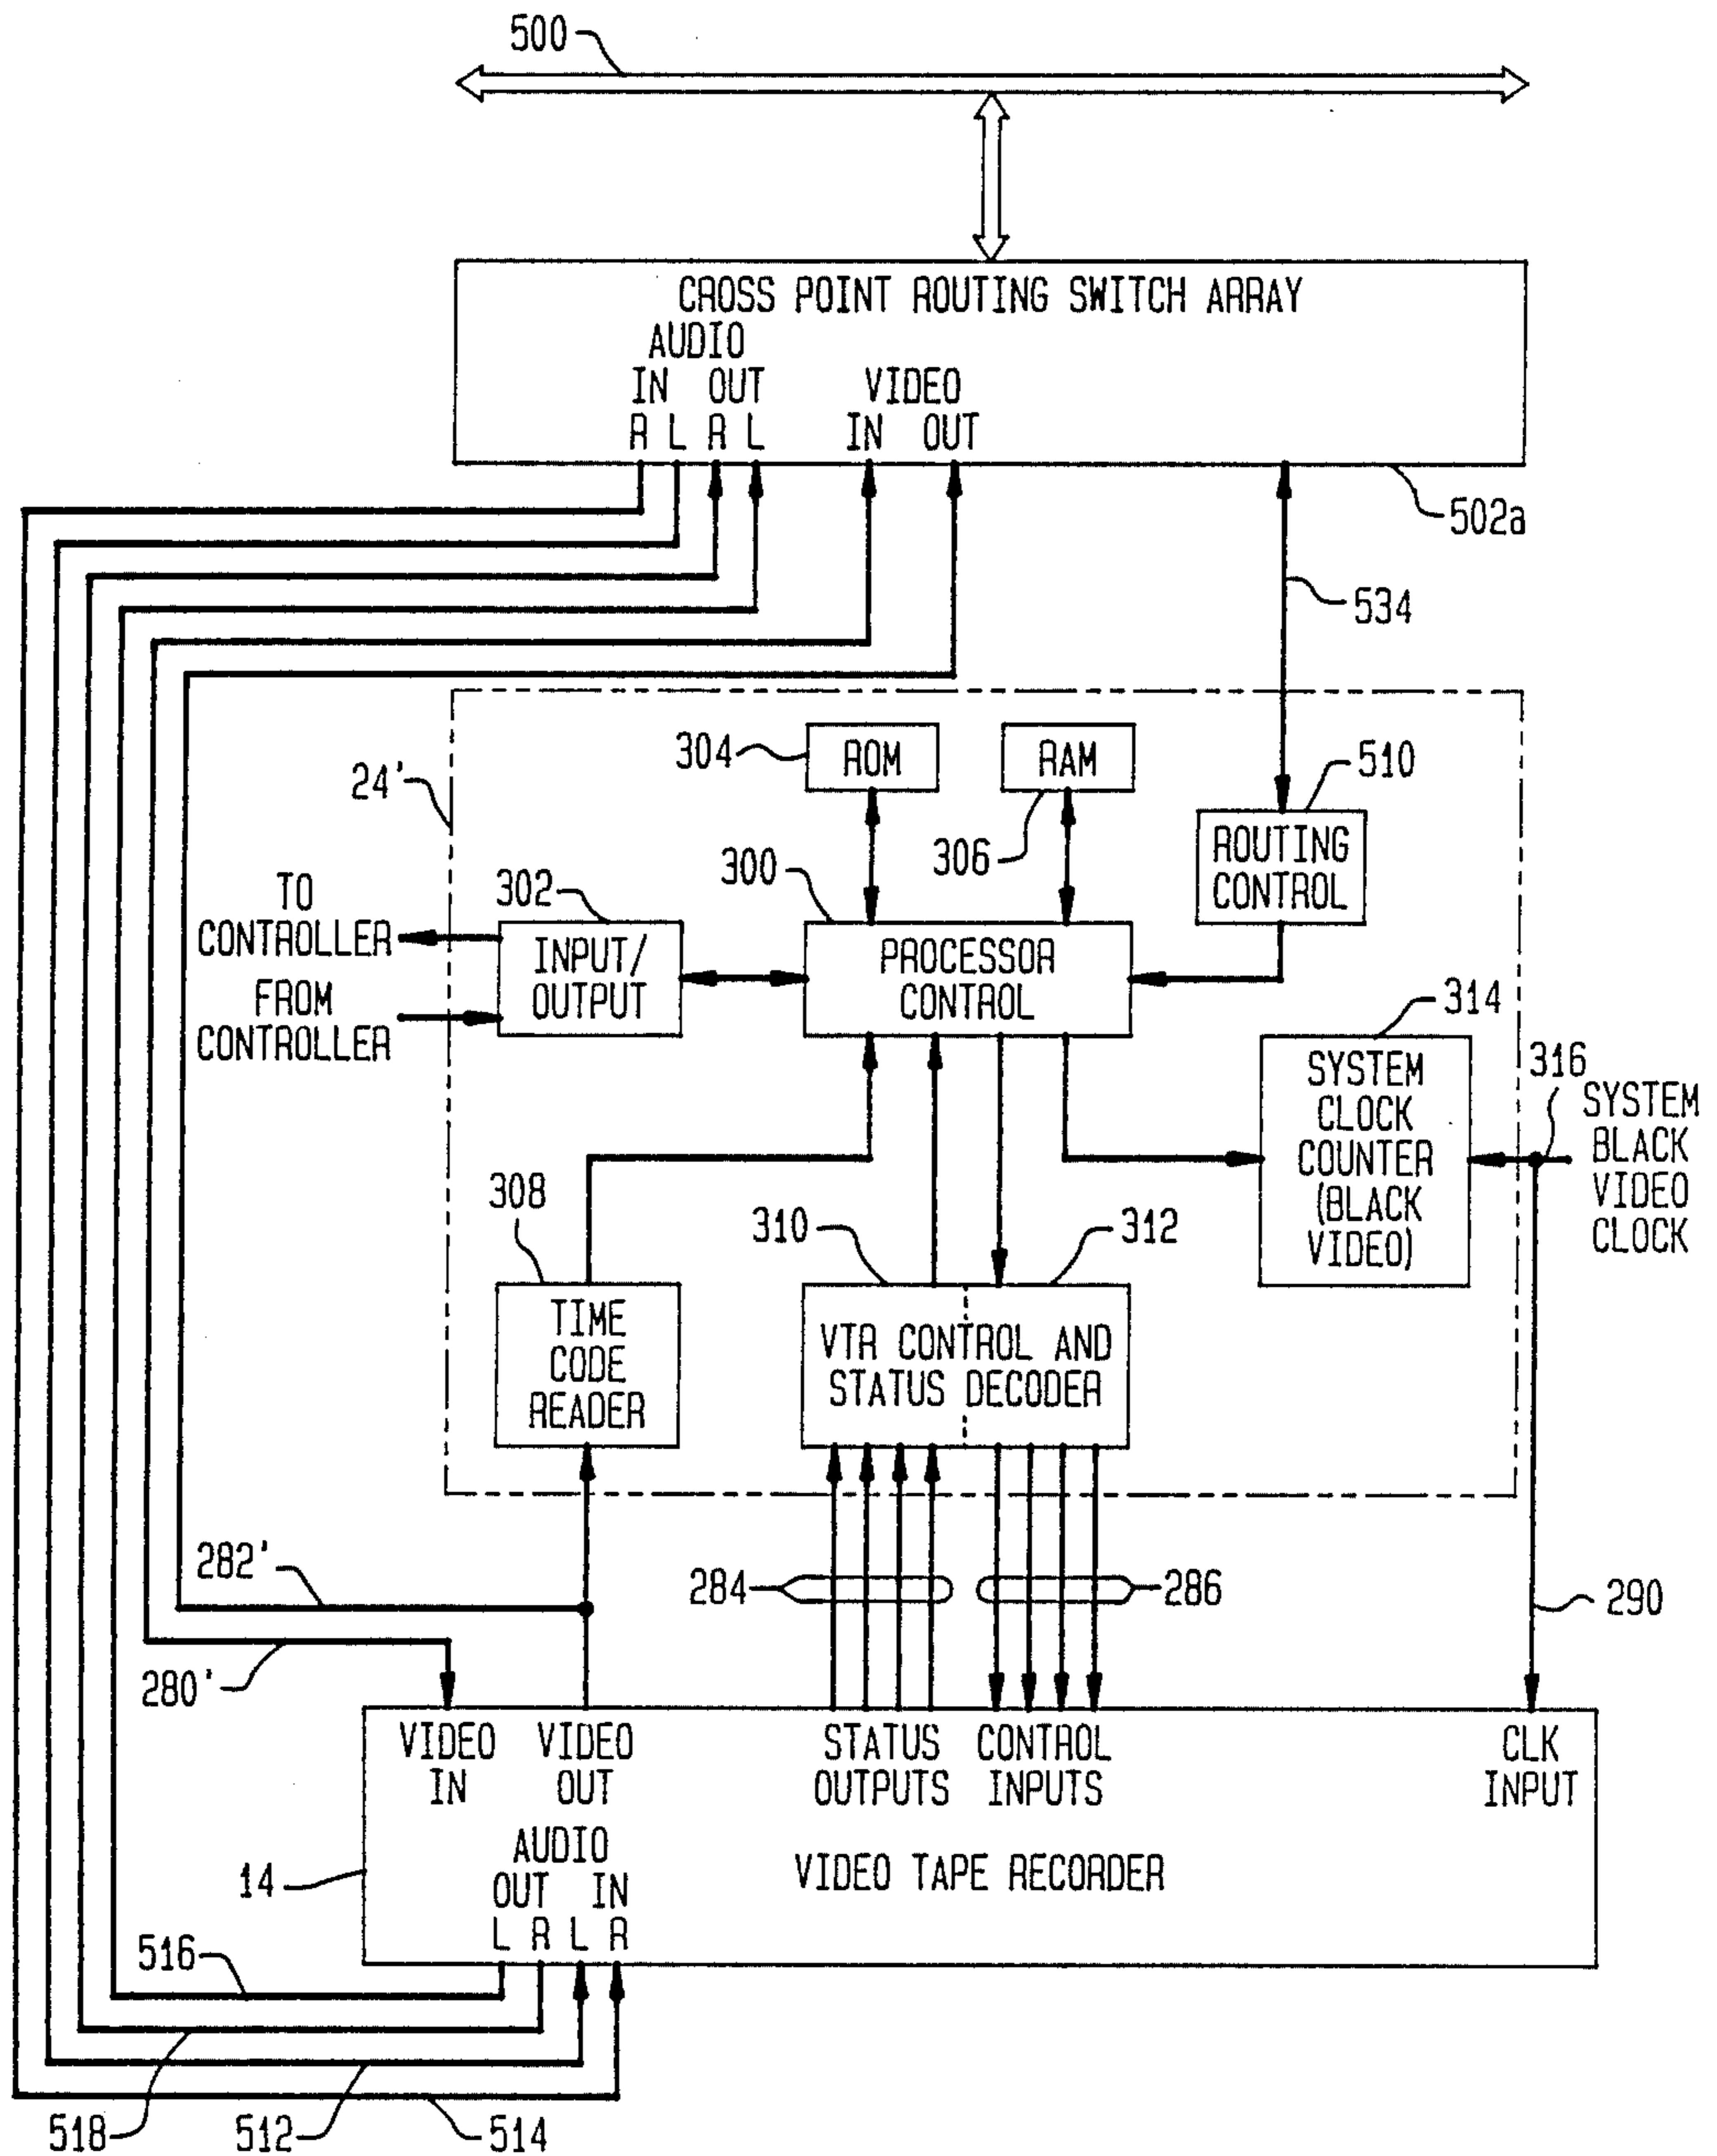 500
CROSS POINT ROUTING SWITCH ARRAY
AUDIO
IN OUT VIDEO
R L R L IN OUT
502a
534
304 ROM
RAM
510
24'
306
ROUTING
CONTROL
300
302
TO
CONTROLLER
FROM
CONTROLLER
INPUT/
OUTPUT
PROCESSOR
CONTROL
314
SYSTEM
CLOCK
COUNTER
(BLACK
VIDEO)
316
SYSTEM
BLACK
VIDEO
CLOCK
308
310
312
TIME
CODE
READER
VTR CONTROL AND
STATUS DECODER
282'
284
286
290
280'
VIDEO
IN
VIDEO
OUT
STATUS
OUTPUTS
CONTROL
INPUTS
CLK
INPUT
AUDIO
OUT IN
L R L R
14
VIDEO TAPE RECORDER
516
518
512
514